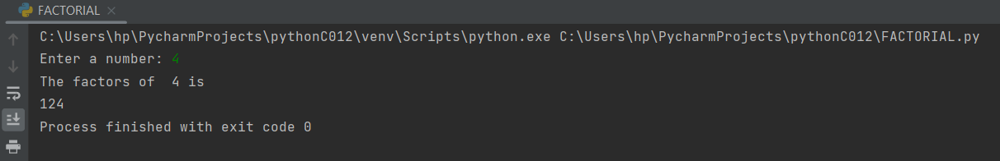 FACTORIAL
C:\Users\hp\PycharmProjects\pythonC012\venv\Scripts\python.exe C:\Users\hp\PycharmProjects\pythonC012\FACTORIAL.py
Enter a number: 4
The factors of  4 is
124
Process finished with exit code 0